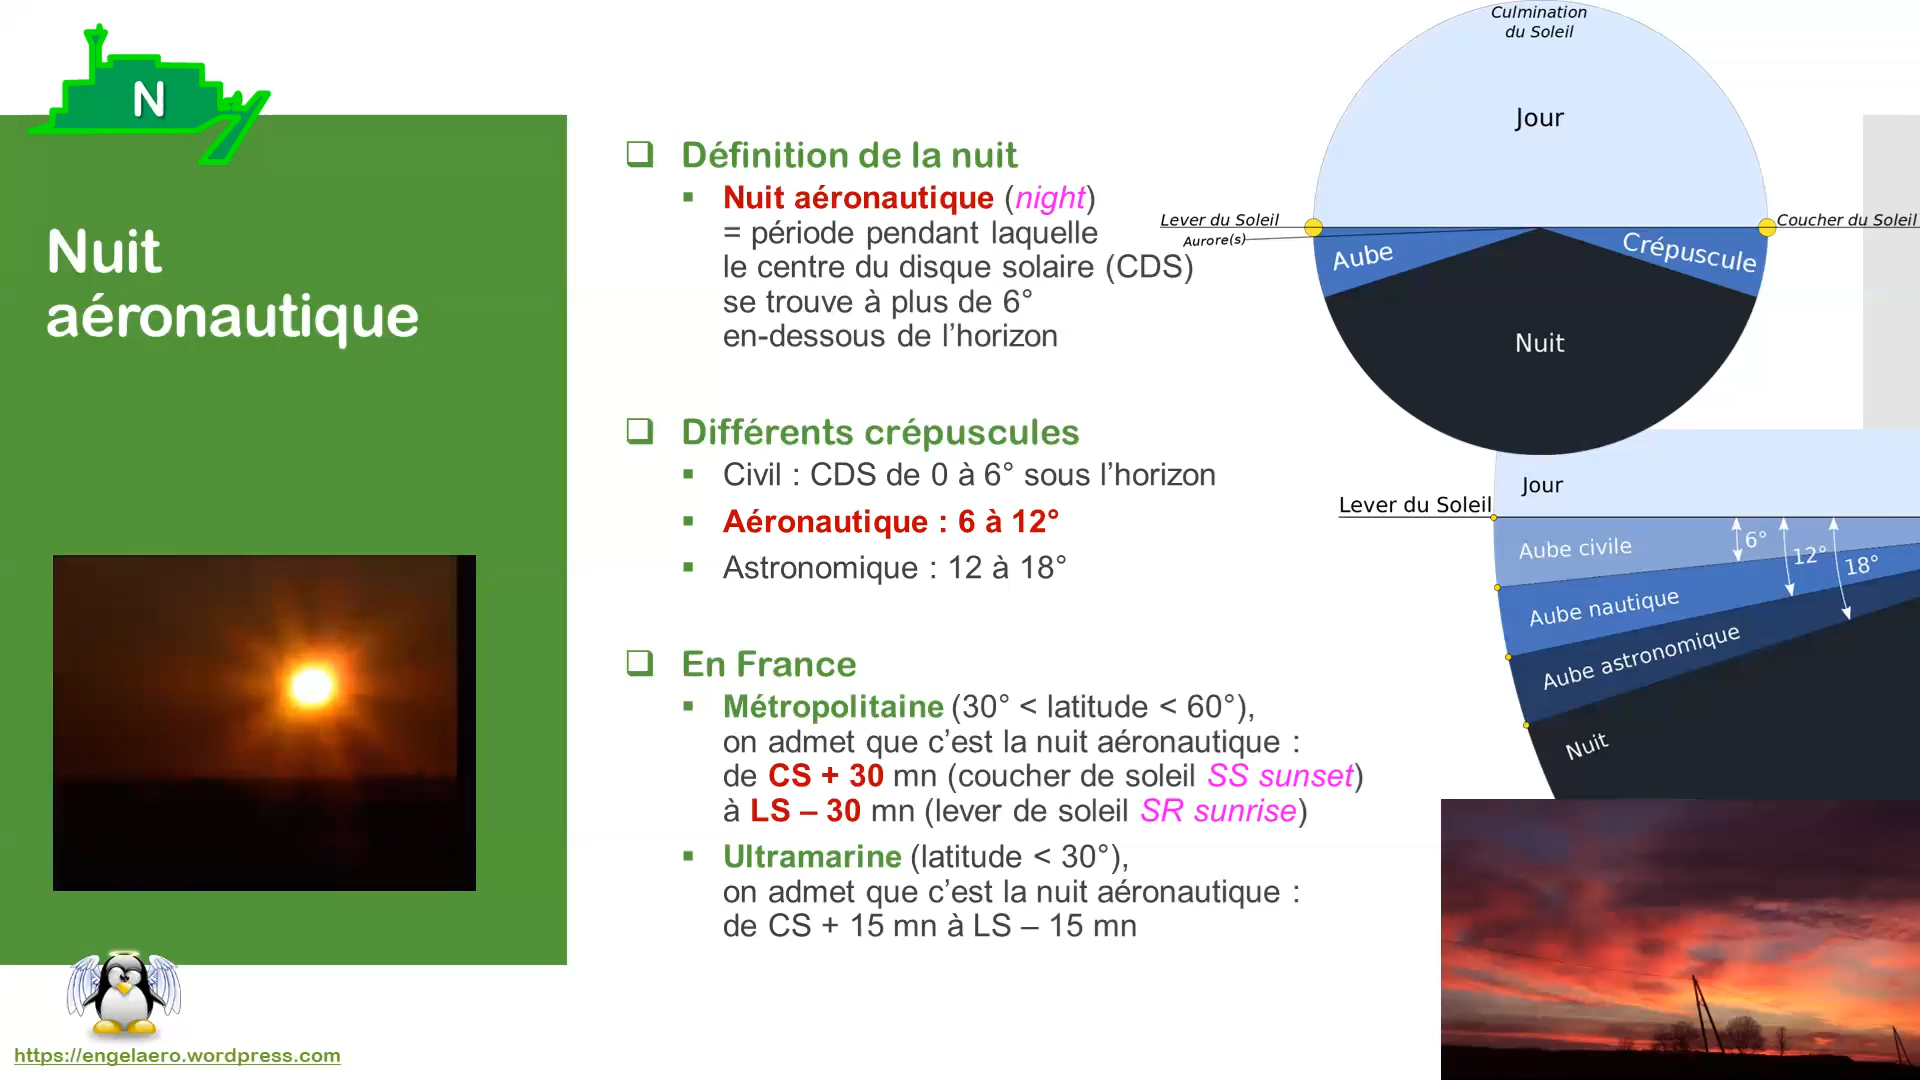 N
Nuit
aéronautique
❑ Définition de la nuit
▪ Nuit aéronautique (night)
= période pendant laquelle
le centre du disque solaire (CDS)
se trouve à plus de 6°
en-dessous de l’horizon
❑ Différents crépuscules
▪ Civil : CDS de 0 à 6° sous l’horizon
▪ Aéronautique : 6 à 12°
▪ Astronomique : 12 à 18°
❑ En France
▪ Métropolitaine (30° < latitude < 60°),
on admet que c’est la nuit aéronautique :
de CS + 30 mn (coucher de soleil SS sunset)
à LS – 30 mn (lever de soleil SR sunrise)
▪ Ultramarine (latitude < 30°),
on admet que c’est la nuit aéronautique :
de CS + 15 mn à LS – 15 mn
Culmination
du Soleil
Jour
Lever du Soleil
Coucher du Soleil
Aurore(s)
Aube
Crépuscule
Nuit
Jour
Lever du Soleil
Aube civile
6°
12°
18°
Aube nautique
Aube astronomique
Nuit
https://engelaero.wordpress.com